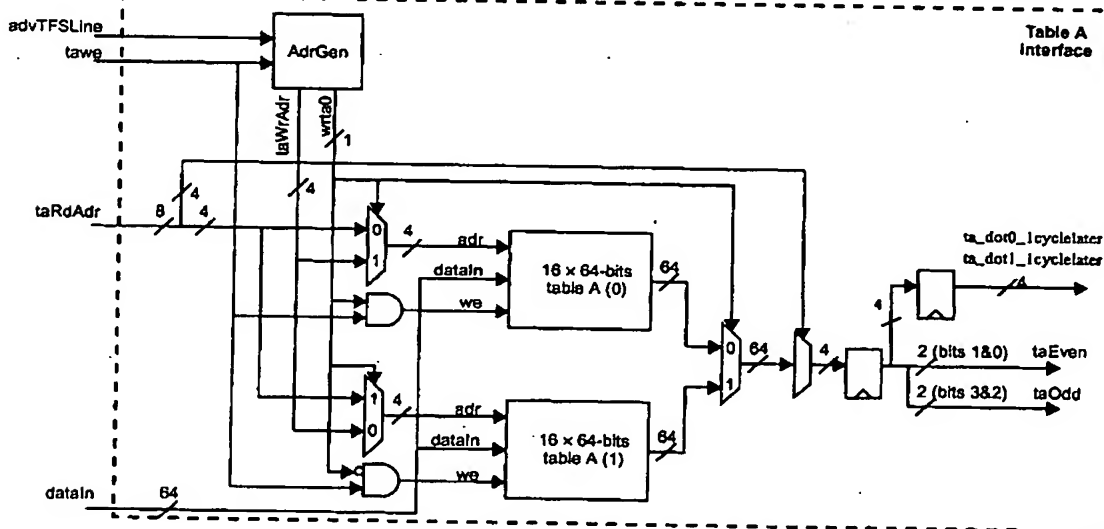 advTFSLine
tawe
AdrGen
Table A
Interface
taWrAdr
wrta0
1
4
4
taRdAdr
8
4
0
1
4
adr
dataIn
we
16 × 64-bits
table A (0)
64
ta_dot0_1cyclelater
ta_dot1_1cyclelater
4
4
0
1
64
4
2 (bits 1&0)
taEven
2 (bits 3&2)
taOdd
1
0
4
adr
dataIn
we
16 × 64-bits
table A (1)
64
dataIn
64